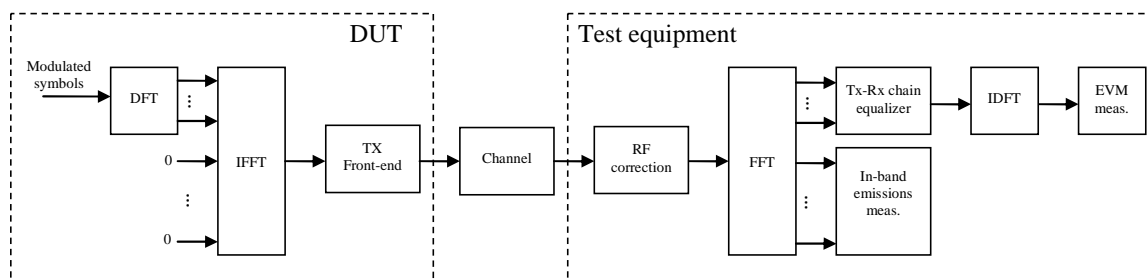 DUT
Test equipment
Modulated
symbols
DFT
...
0
...
0
IFFT
TX
Front-end
Channel
RF
correction
FFT
...
...
Tx-Rx chain
equalizer
In-band
emissions
meas.
IDFT
EVM
meas.